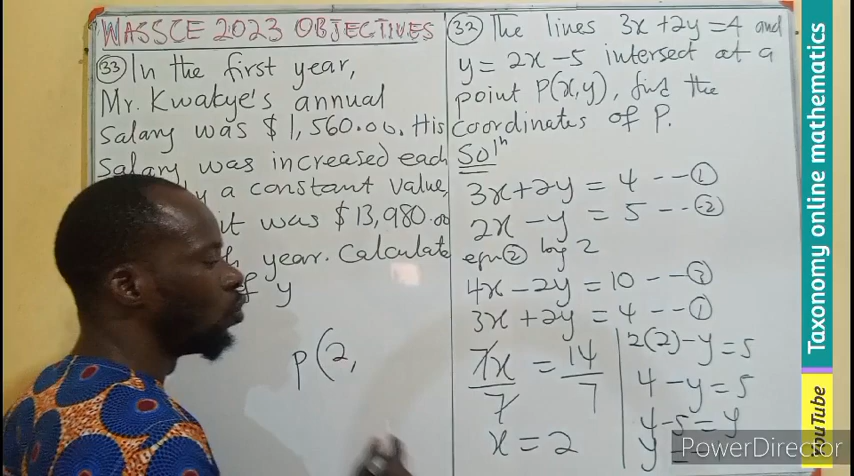 WASSCE 2023 OBJECTIVES
33 In the first year,
Mr. Kwakye's annual
salary was $ 1,560.00. His
salary was increased each
a constant value,
it was $13,980.00
year. Calculate
of y
P(2,
32 The lines 3x + 2y = 4 and
y = 2x - 5 intersect at a
point P(x,y), find the
coordinates of P.
Solⁿ
3x + 2y = 4 -- 1
2x - y = 5 -- 2
eqn 2 by 2
4x - 2y = 10 -- 3
3x + 2y = 4 -- 1
7x/7 = 14/7
x = 2
2(2) - y = 5
4 - y = 5
4 - 5 = y
y =
PowerDirector
Taxonomy online mathematics
YouTube